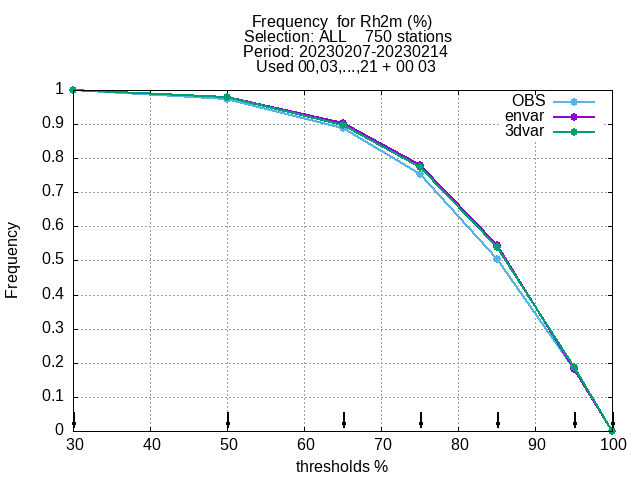 Frequency  for Rh2m (%)
Selection: ALL    750 stations
Period: 20230207-20230214
Used 00,03,...,21 + 00 03
OBS
envar
3dvar
1
0.9
0.8
0.7
0.6
0.5
0.4
0.3
0.2
0.1
0
Frequency
30 40 50 60 70 80 90 100
thresholds %